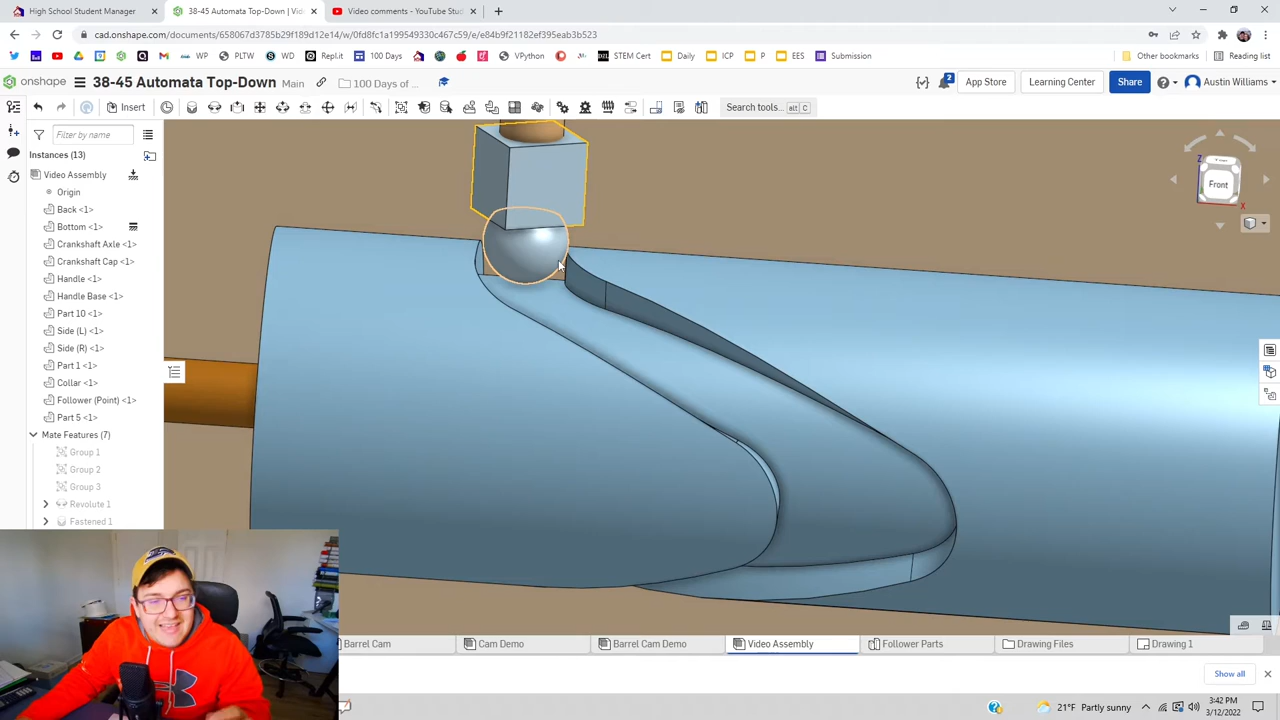 High School Student Manager
38-45 Automata Top-Down | Vide
Video comments - YouTube Stud
cad.onshape.com/documents/658067d3785b29f189d12e14/w/0fd8fc1a199549330c46c759/e/e84b9f21182ef395eab3b523
WP PLTW SWD Repl.it 100 Days VPython STEM Cert Daily ICP P EES Submission Other bookmarks Reading list
onshape 38-45 Automata Top-Down Main 100 Days of ... 2 App Store Learning Center Share Austin Williams
Insert Search tools... alt C
Filter by name
Instances (13)
Video Assembly
Origin
Back <1>
Bottom <1>
Crankshaft Axle <1>
Crankshaft Cap <1>
Handle <1>
Handle Base <1>
Part 10 <1>
Side (L) <1>
Side (R) <1>
Part 1 <1>
Collar <1>
Follower (Point) <1>
Part 5 <1>
Mate Features (7)
Group 1
Group 2
Group 3
Revolute 1
Fastened 1
Z
Front
X
Barrel Cam Cam Demo Barrel Cam Demo Video Assembly Follower Parts Drawing Files Drawing 1
Show all
21°F Partly sunny
3:42 PM
3/12/2022